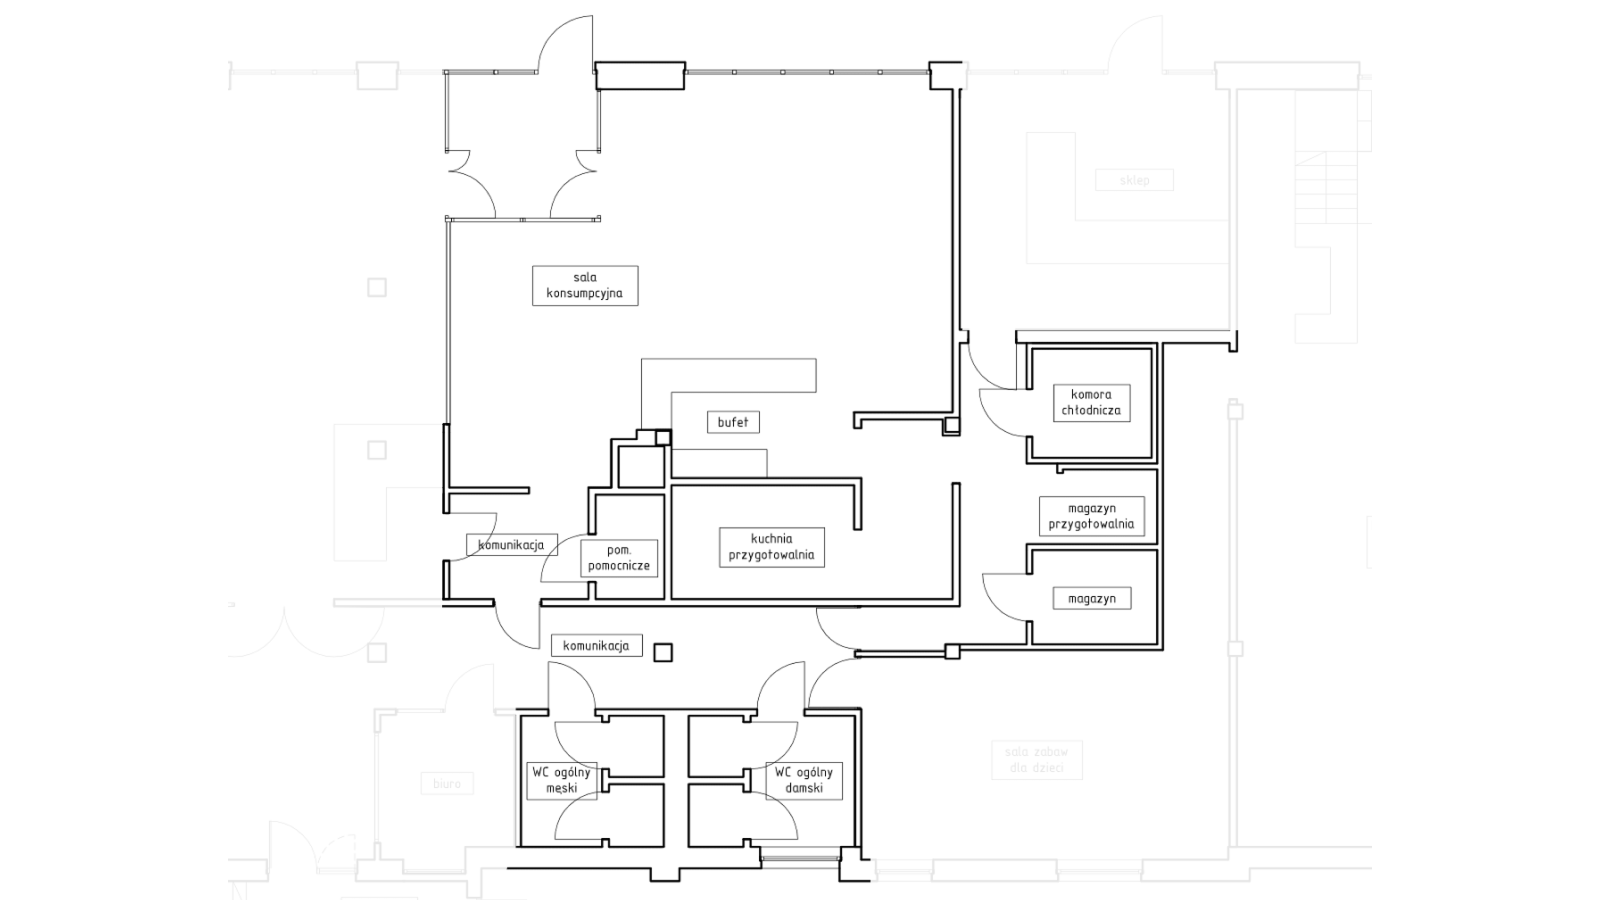 sklep
sala
konsumpcyjna
komora
chłodnicza
bufet
magazyn
przygotowalnia
kuchnia
przygotowalnia
komunikacja
pom.
pomocnicze
magazyn
komunikacja
sala zabaw
dla dzieci
WC ogólny
męski
WC ogólny
damski
biuro